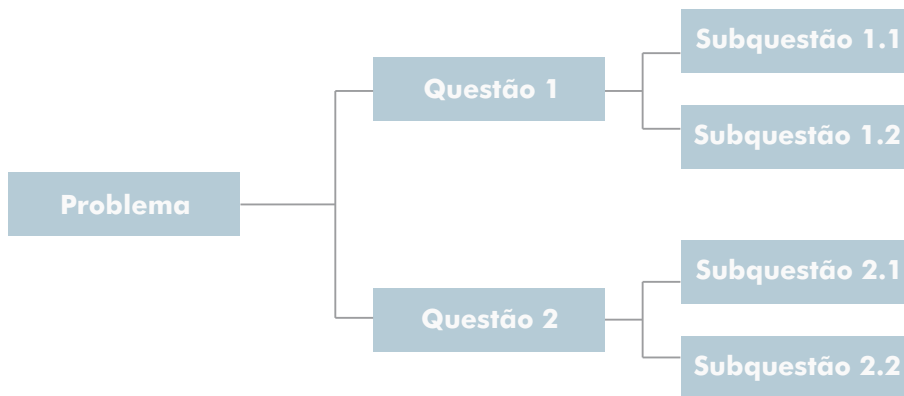 Problema
Questão 1
Subquestão 1.1
Subquestão 1.2
Questão 2
Subquestão 2.1
Subquestão 2.2